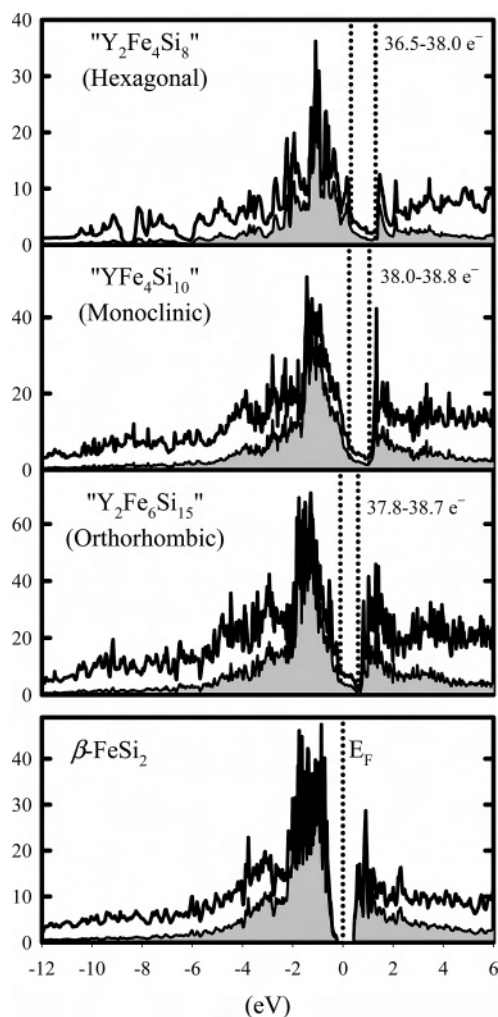 40
"Y₂Fe₄Si₈"
36.5-38.0 e⁻
(Hexagonal)
30
20
10
0
"YFe₄Si₁₀"
38.0-38.8 e⁻
(Monoclinic)
40
20
0
"Y₂Fe₆Si₁₅"
37.8-38.7 e⁻
(Orthorhombic)
60
40
20
0
β-FeSi₂
E_F
40
30
20
10
0
-12 -10 -8 -6 -4 -2 0 2 4 6
(eV)